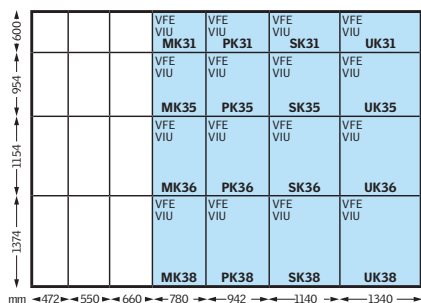 600
VFE VFE VFE VFE
VIU VIU VIU VIU
MK31 PK31 SK31 UK31
954
VFE VFE VFE VFE
VIU VIU VIU VIU
MK35 PK35 SK35 UK35
1154
VFE VFE VFE VFE
VIU VIU VIU VIU
MK36 PK36 SK36 UK36
1374
VFE VFE VFE VFE
VIU VIU VIU VIU
MK38 PK38 SK38 UK38
mm 472 550 660 780 942 1140 1340